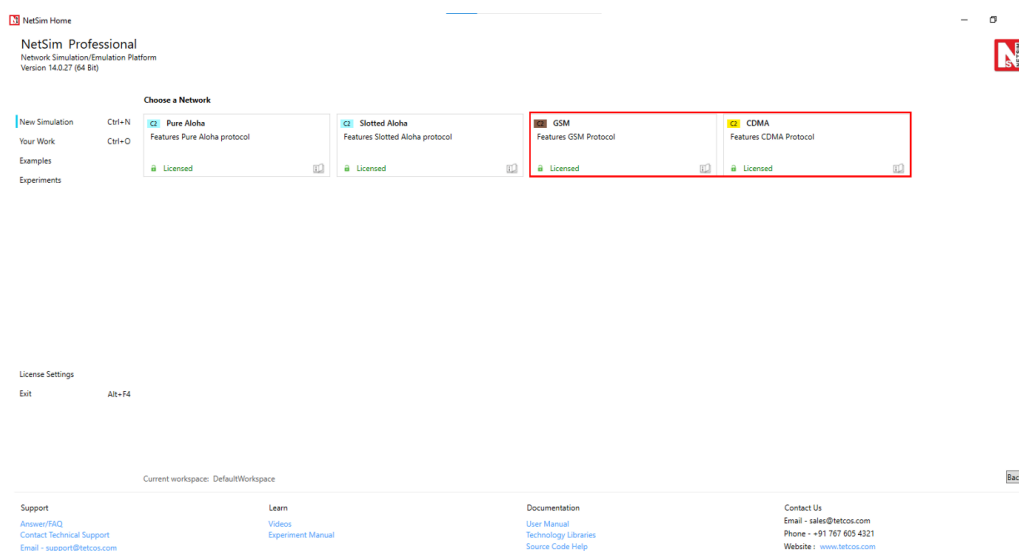 NetSim Home
NetSim Professional
Network Simulation/Emulation Platform
Version 14.0.27 (64 Bit)
Choose a Network
New Simulation Ctrl+N
Your Work Ctrl+O
Examples
Experiments
C2 Pure Aloha
Features Pure Aloha protocol
Licensed
C2 Slotted Aloha
Features Slotted Aloha protocol
Licensed
C2 GSM
Features GSM Protocol
Licensed
C2 CDMA
Features CDMA Protocol
Licensed
License Settings
Exit Alt+F4
Current workspace: DefaultWorkspace
Bac
Support
Answer/FAQ
Contact Technical Support
Email - support@tetcos.com
Learn
Videos
Experiment Manual
Documentation
User Manual
Technology Libraries
Source Code Help
Contact Us
Email - sales@tetcos.com
Phone - +91 767 605 4321
Website : www.tetcos.com